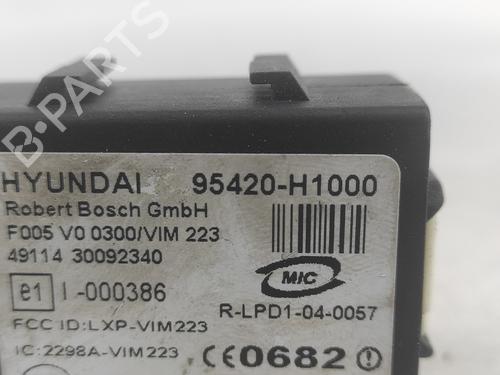 B-PARTS
HYUNDAI 95420-H1000
Robert Bosch GmbH
F005 V0 0300/VIM 223
49114 30092340
MIC
e1 I-000386
R-LPD1-04-0057
FCC ID:LXP-VIM223
IC:2298A-VIM223 CE0682